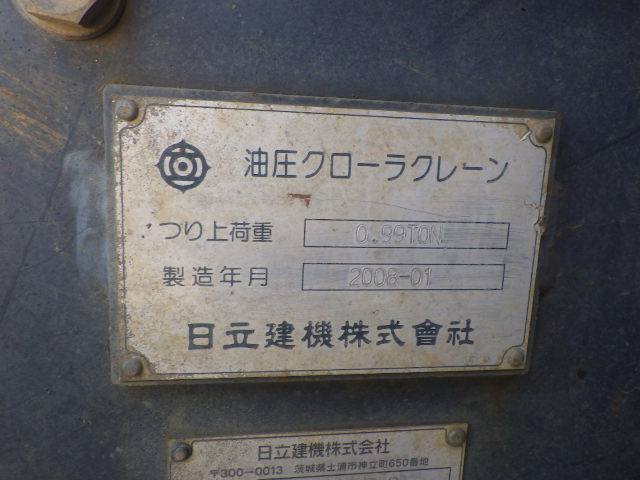 油圧クローラクレーン
つり上荷重 0.99TON
製造年月 2008-01
日立建機株式會社
日立建機株式会社
〒300-0013 茨城県土浦市神立町650番地